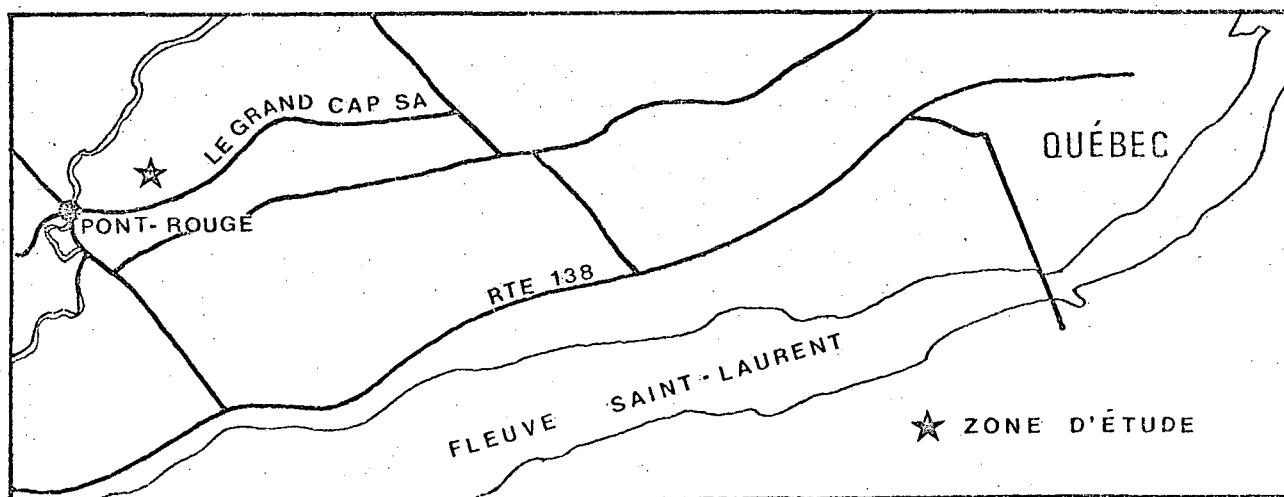 LE GRAND CAP SA
QUÉBEC
PONT-ROUGE
RTE 138
FLEUVE SAINT-LAURENT
ZONE D'ÉTUDE